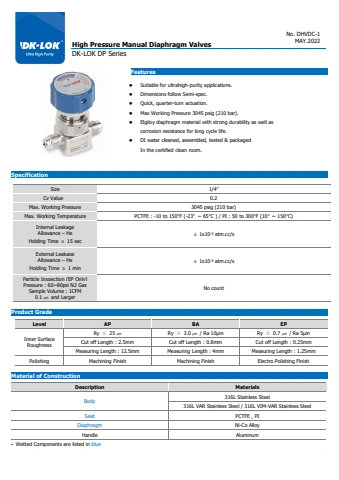 DK-LOK
Ultra High Purity
No. DHVDC-1
MAY.2022
High Pressure Manual Diaphragm Valves
DK-LOK DP Series
Features
● Suitable for ultrahigh-purity applications.
● Dimensions follow Semi-spec.
● Quick, quarter-turn actuation.
● Max Working Pressure 3045 psig (210 bar).
● Elgiloy diaphragm material with strong durability as well as
corrosion resistance for long cycle life.
● DI water cleaned, assembled, tested & packaged
In the certified clean room.
Specification
Size 1/4"
Cv Value 0.2
Max. Working Pressure 3045 psig (210 bar)
Max. Working Temperature PCTFE : -10 to 150°F (-23° ~ 65°C ) / PI : 50 to 300°F (10° ~ 150°C)
Internal Leakage
Allowance – He
Holding Time ≥ 15 sec
≤ 1x10⁻⁹ atm.cc/s
External Leakage
Allowance – He
Holding Time ≥ 1 min
≤ 1x10⁻⁹ atm.cc/s
Particle Inspection (EP Only)
Pressure : 60~80psi N2 Gas
Sample Volume : 1CFM
0.1 ㎛ and Larger
No count
Product Grade
Level AP BA EP
Inner Surface
Roughness
Ry ≤ 25 ㎛ Ry ≤ 3.0 ㎛ / Ra 10μin Ry ≤ 0.7 ㎛ / Ra 5μin
Cut off Length : 2.5mm Cut off Length : 0.8mm Cut off Length : 0.25mm
Measuring Length : 12.5mm Measuring Length : 4mm Measuring Length : 1.25mm
Polishing Machining Finish Machining Finish Electro Polishing Finish
Material of Construction
Description Materials
Body
316L Stainless Steel
316L VAR Stainless Steel / 316L VIM-VAR Stainless Steel
Seat PCTFE , PI
Diaphragm Ni-Co Alloy
Handle Aluminum
• Wetted Components are listed in blue